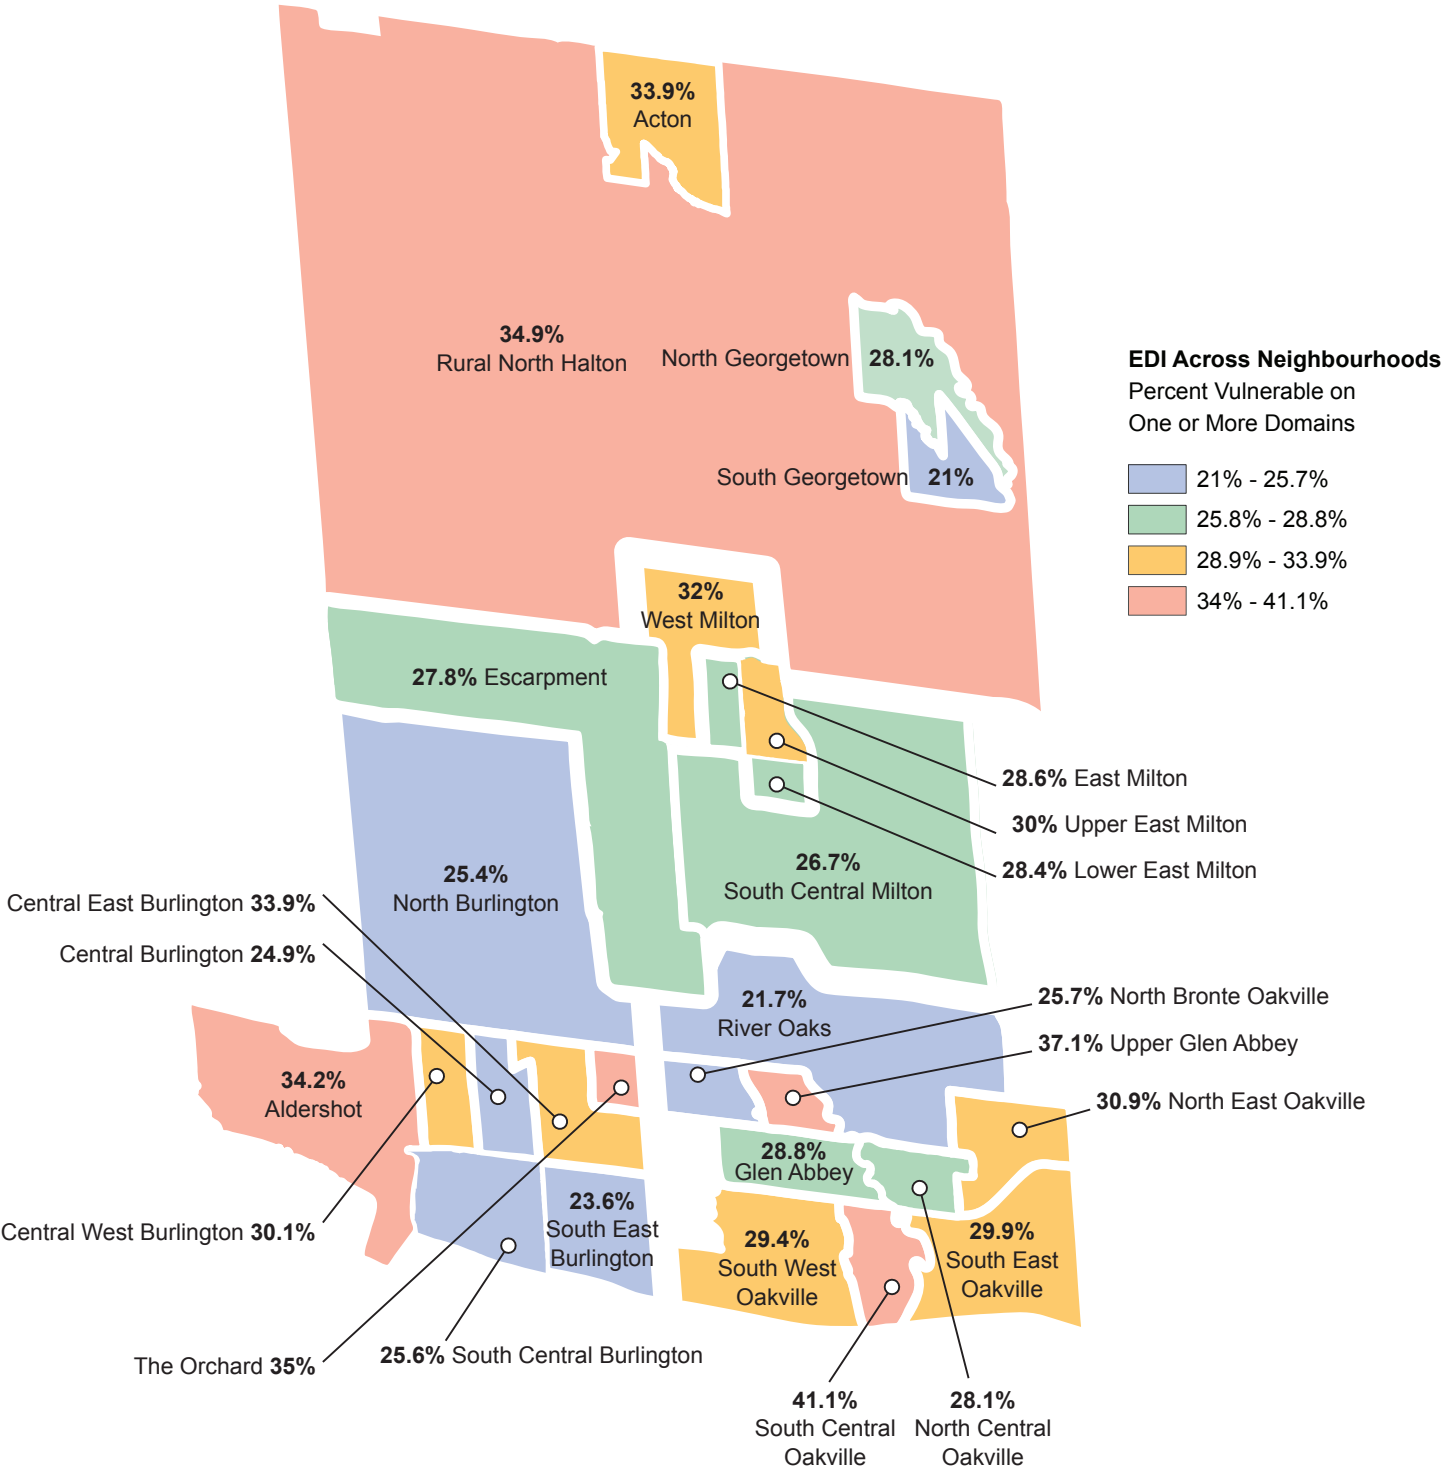 33.9%
Acton
34.9%
Rural North Halton
North Georgetown
28.1%
South Georgetown
21%
EDI Across Neighbourhoods
Percent Vulnerable on
One or More Domains
21% - 25.7%
25.8% - 28.8%
28.9% - 33.9%
34% - 41.1%
32%
West Milton
27.8% Escarpment
28.6% East Milton
30% Upper East Milton
28.4% Lower East Milton
26.7%
South Central Milton
25.4%
North Burlington
Central East Burlington 33.9%
Central Burlington 24.9%
21.7%
River Oaks
25.7% North Bronte Oakville
37.1% Upper Glen Abbey
30.9% North East Oakville
34.2%
Aldershot
28.8%
Glen Abbey
Central West Burlington 30.1%
23.6%
South East
Burlington
29.4%
South West
Oakville
29.9%
South East
Oakville
The Orchard 35%
25.6% South Central Burlington
41.1%
South Central
Oakville
28.1%
North Central
Oakville